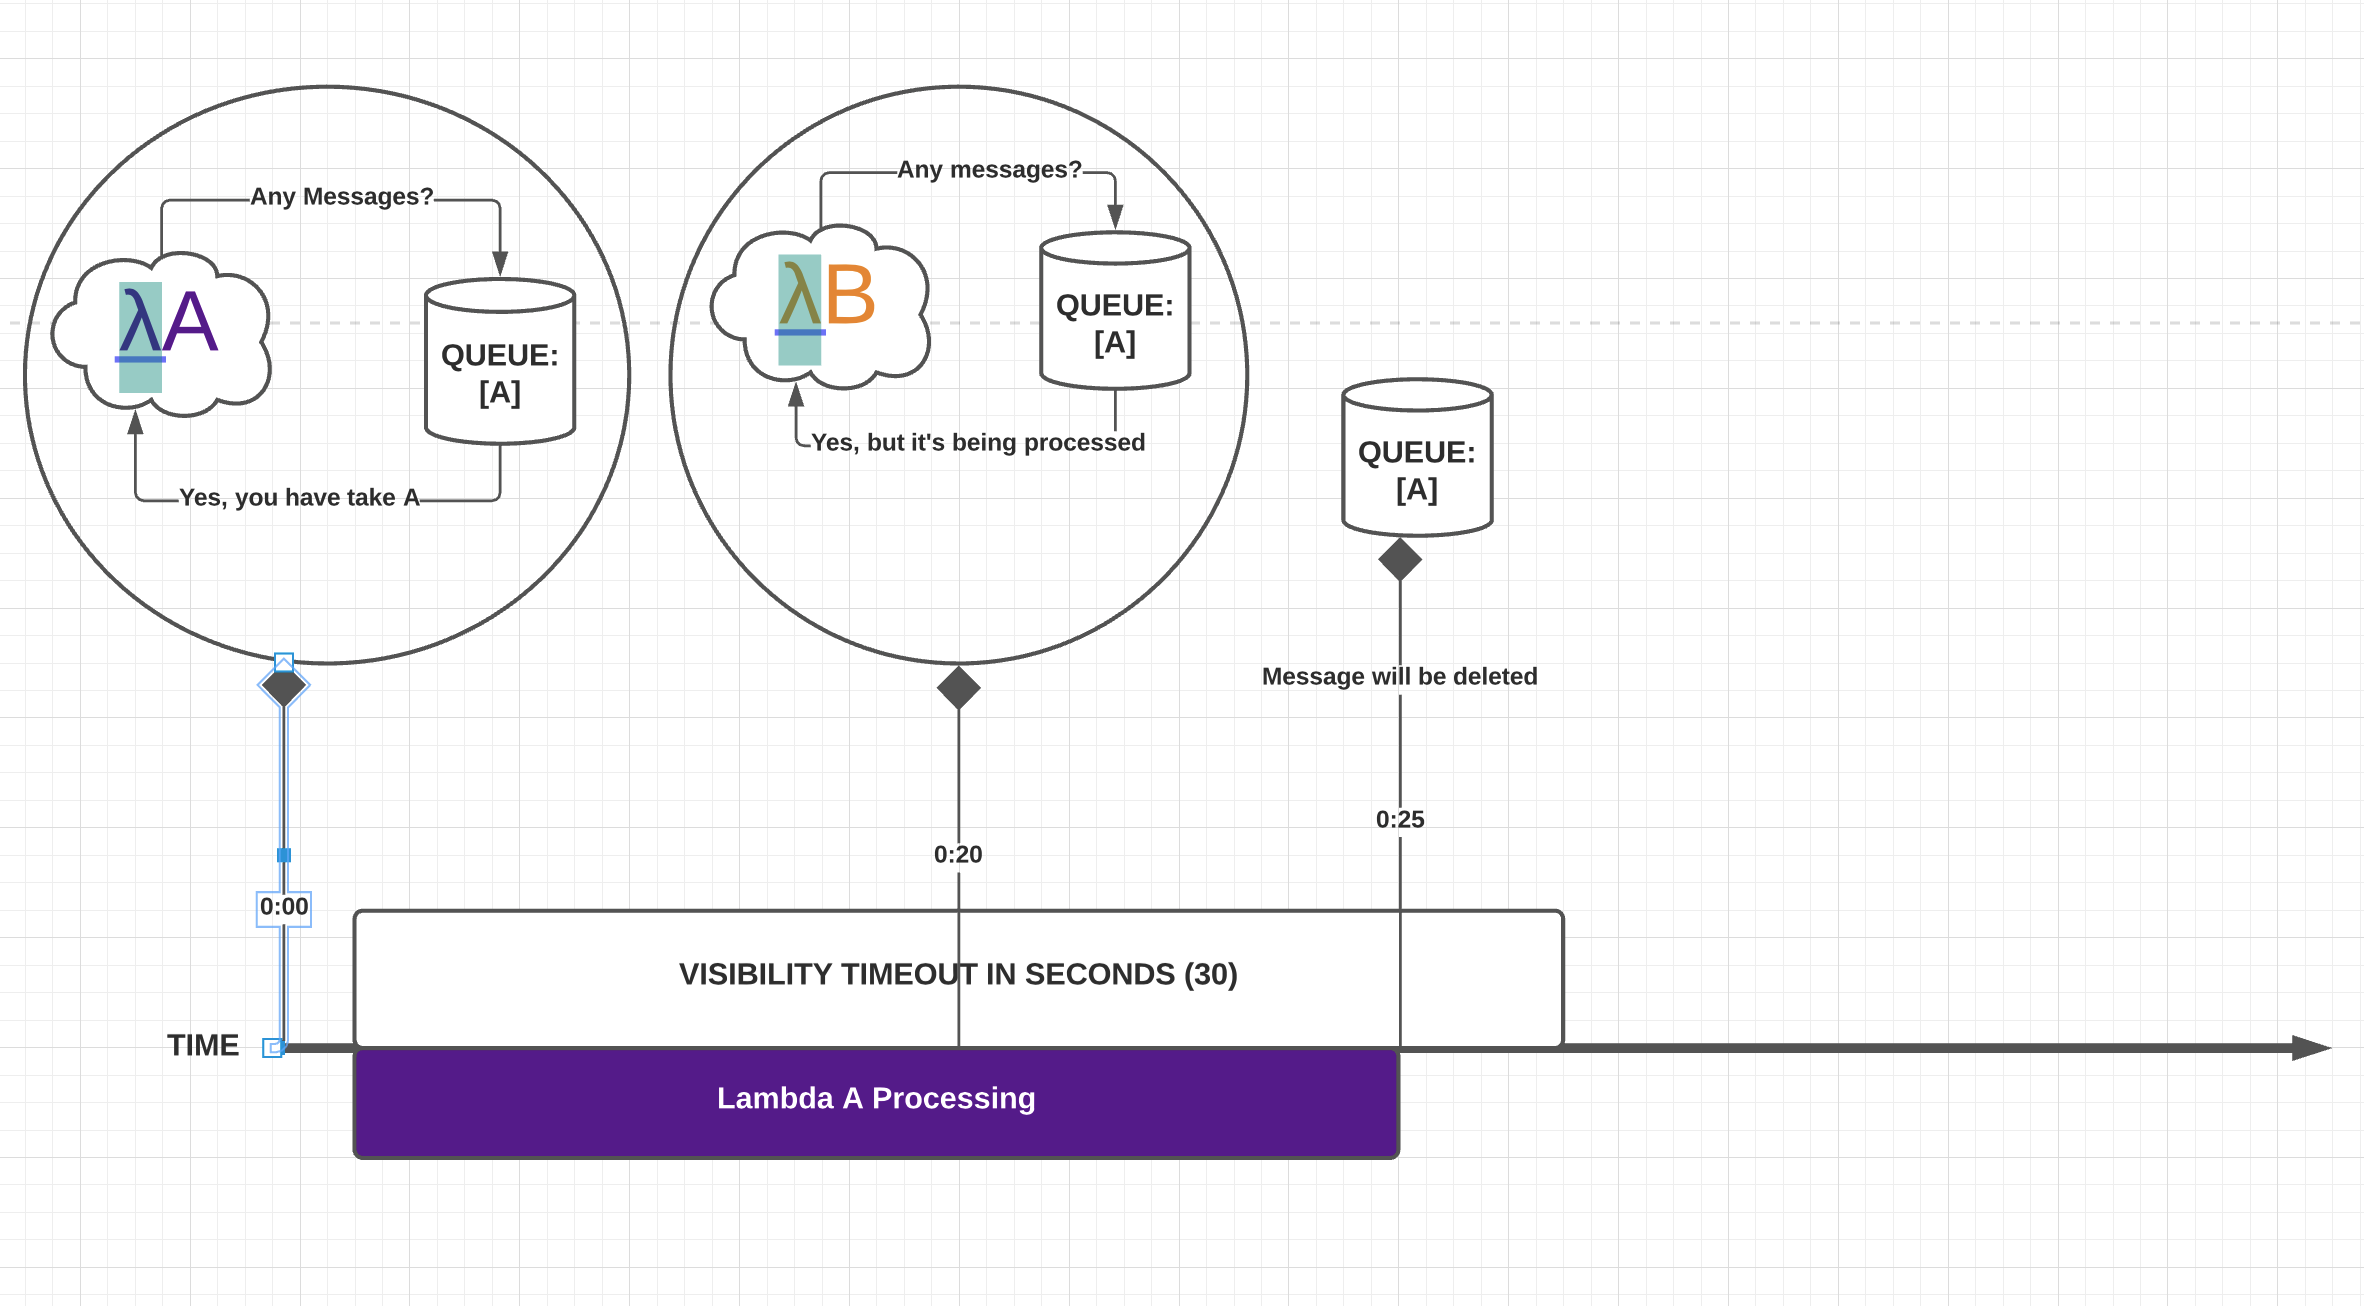 Any Messages?
λA
QUEUE:
[A]
Yes, you have take A
Any messages?
λB
QUEUE:
[A]
Yes, but it's being processed
QUEUE:
[A]
Message will be deleted
0:25
0:20
0:00
VISIBILITY TIMEOUT IN SECONDS (30)
TIME
Lambda A Processing